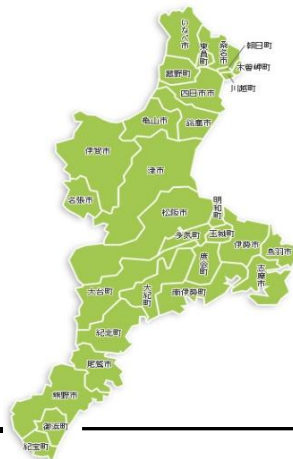 いなべ市
東員町
桑名市
朝日町
木曽岬町
川越町
菰野町
四日市市
亀山市
鈴鹿市
伊賀市
津市
名張市
松阪市
明和町
多気町
玉城町
伊勢市
鳥羽市
度会町
志摩市
大台町
大紀町
南伊勢町
紀北町
尾鷲市
熊野市
御浜町
紀宝町